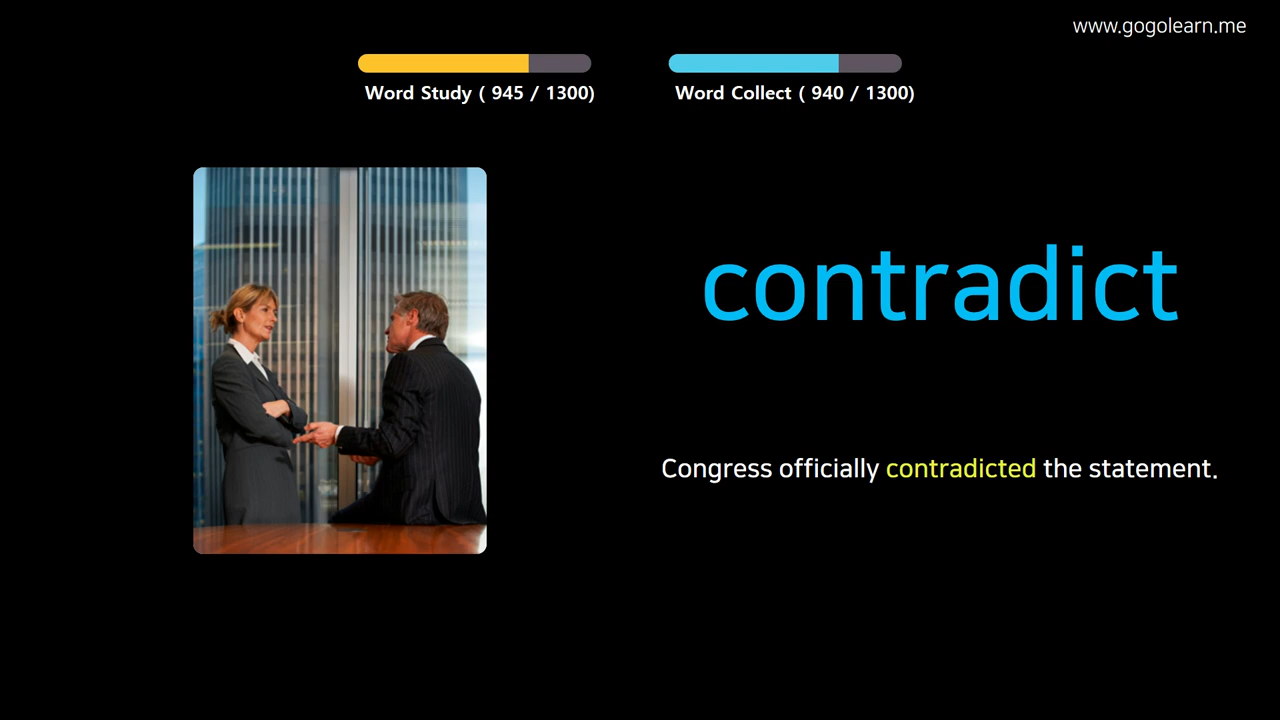 www.gogolearn.me
Word Study ( 945 / 1300)
Word Collect ( 940 / 1300)
contradict
Congress officially contradicted the statement.